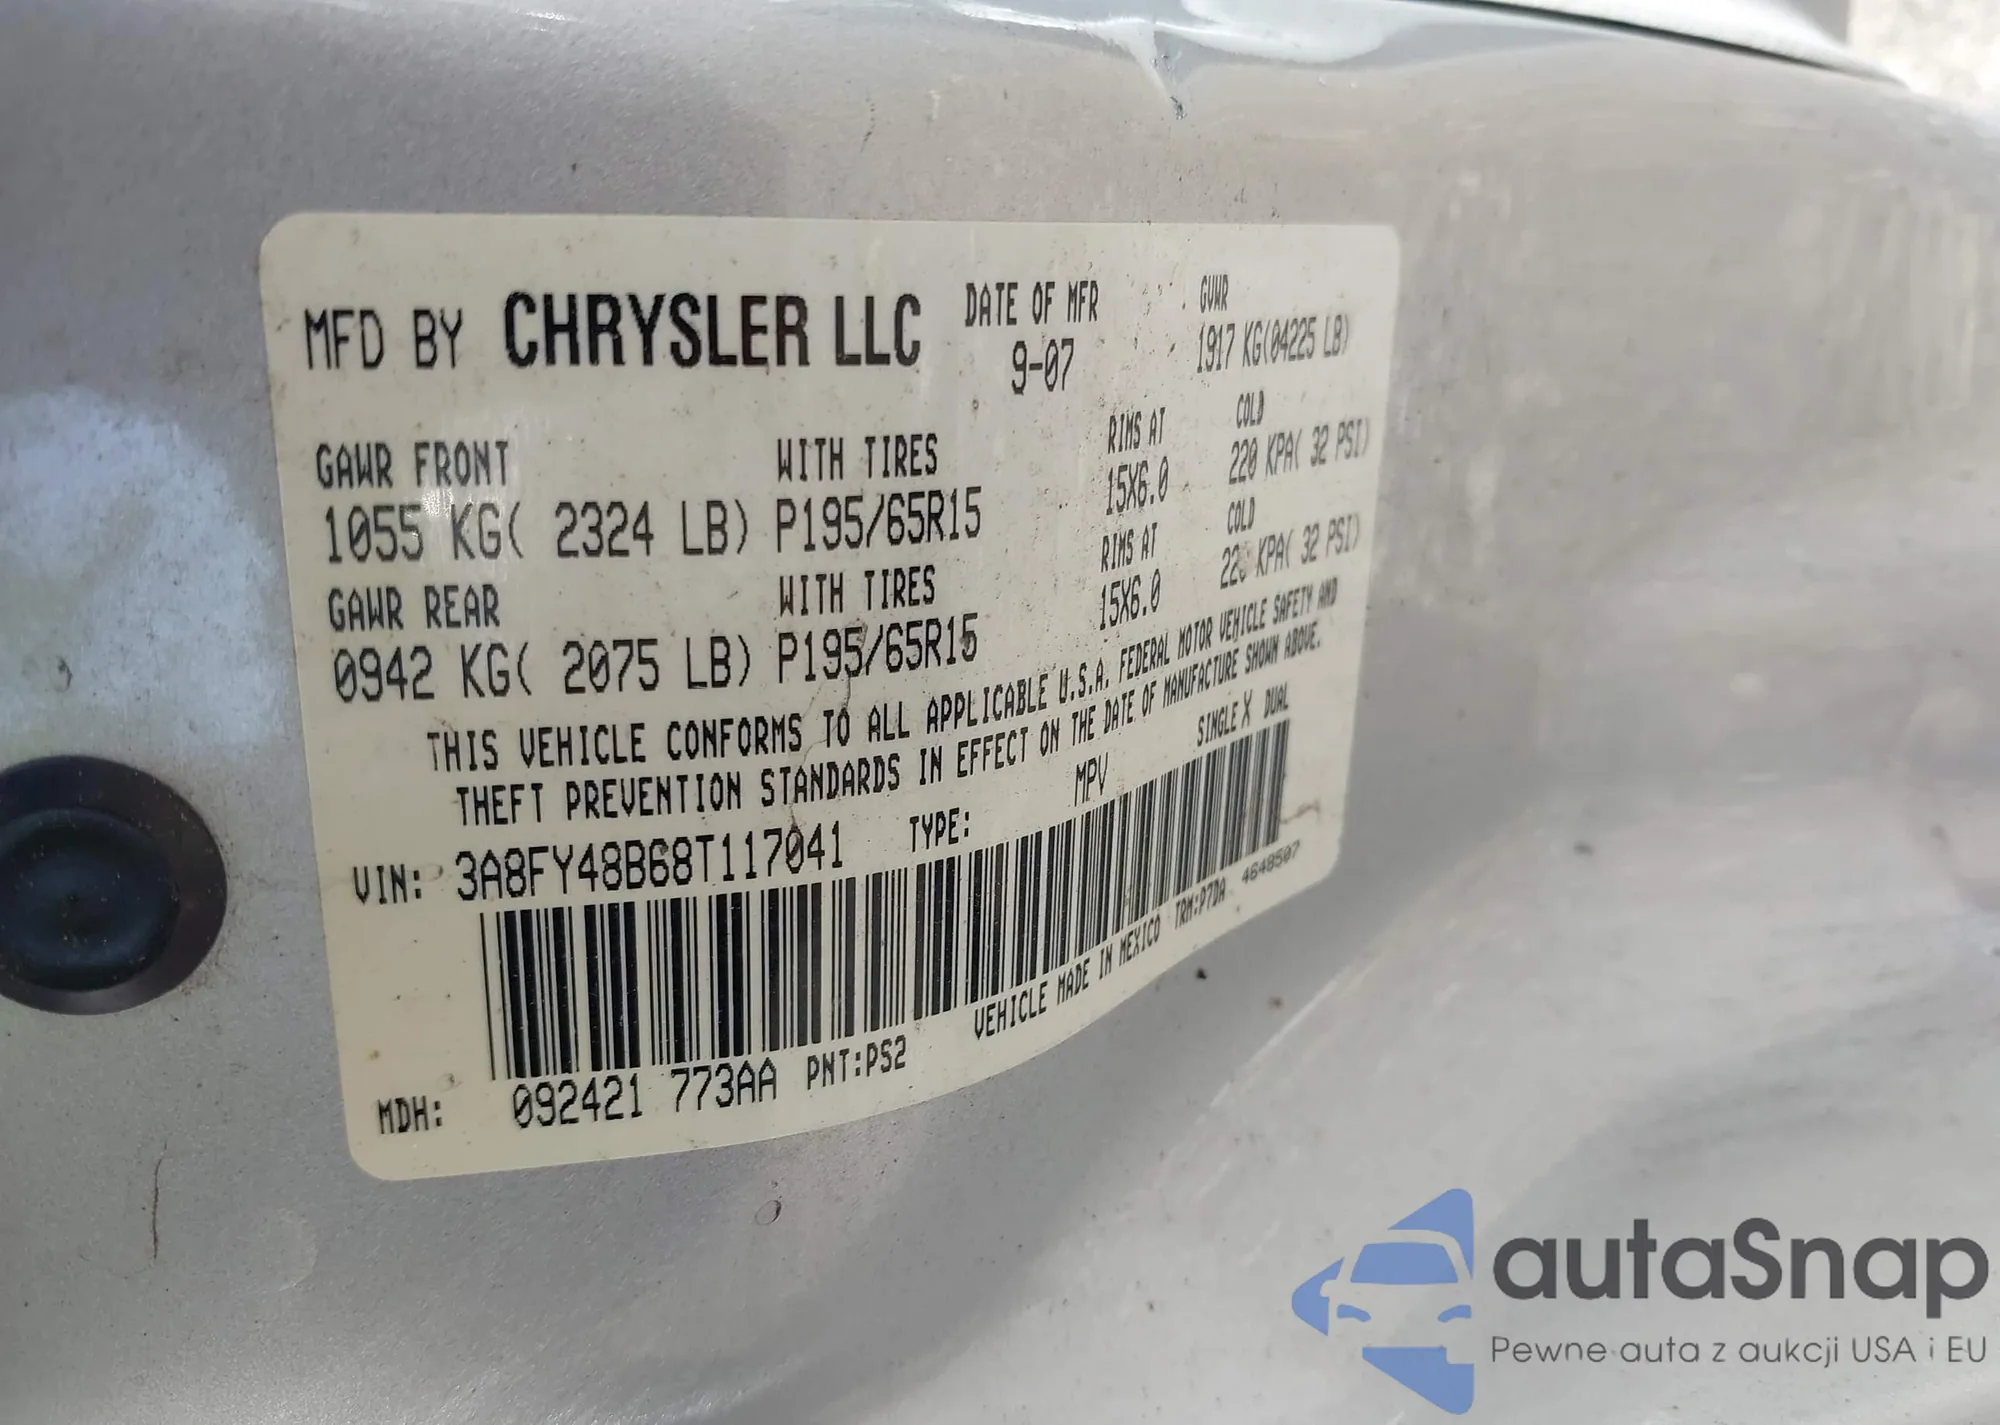 MFD BY CHRYSLER LLC DATE OF MFR 9-07 GVWR 1917 KG(04225 LB)
GAWR FRONT WITH TIRES RIMS AT COLD
1055 KG( 2324 LB) P195/65R15 15X6.0 220 KPA( 32 PSI)
GAWR REAR WITH TIRES RIMS AT COLD
0942 KG( 2075 LB) P195/65R15 15X6.0 220 KPA( 32 PSI)
THIS VEHICLE CONFORMS TO ALL APPLICABLE U.S.A. FEDERAL MOTOR VEHICLE SAFETY AND
THEFT PREVENTION STANDARDS IN EFFECT ON THE DATE OF MANUFACTURE SHOWN ABOVE.
VIN: 3A8FY48B68T117041 TYPE: MPV SINGLE X DUAL
MDH: 092421 773AA PNT:PS2 VEHICLE MADE IN MEXICO TRM:P7DA 4648507
autaSnap
Pewne auta z aukcji USA i EU